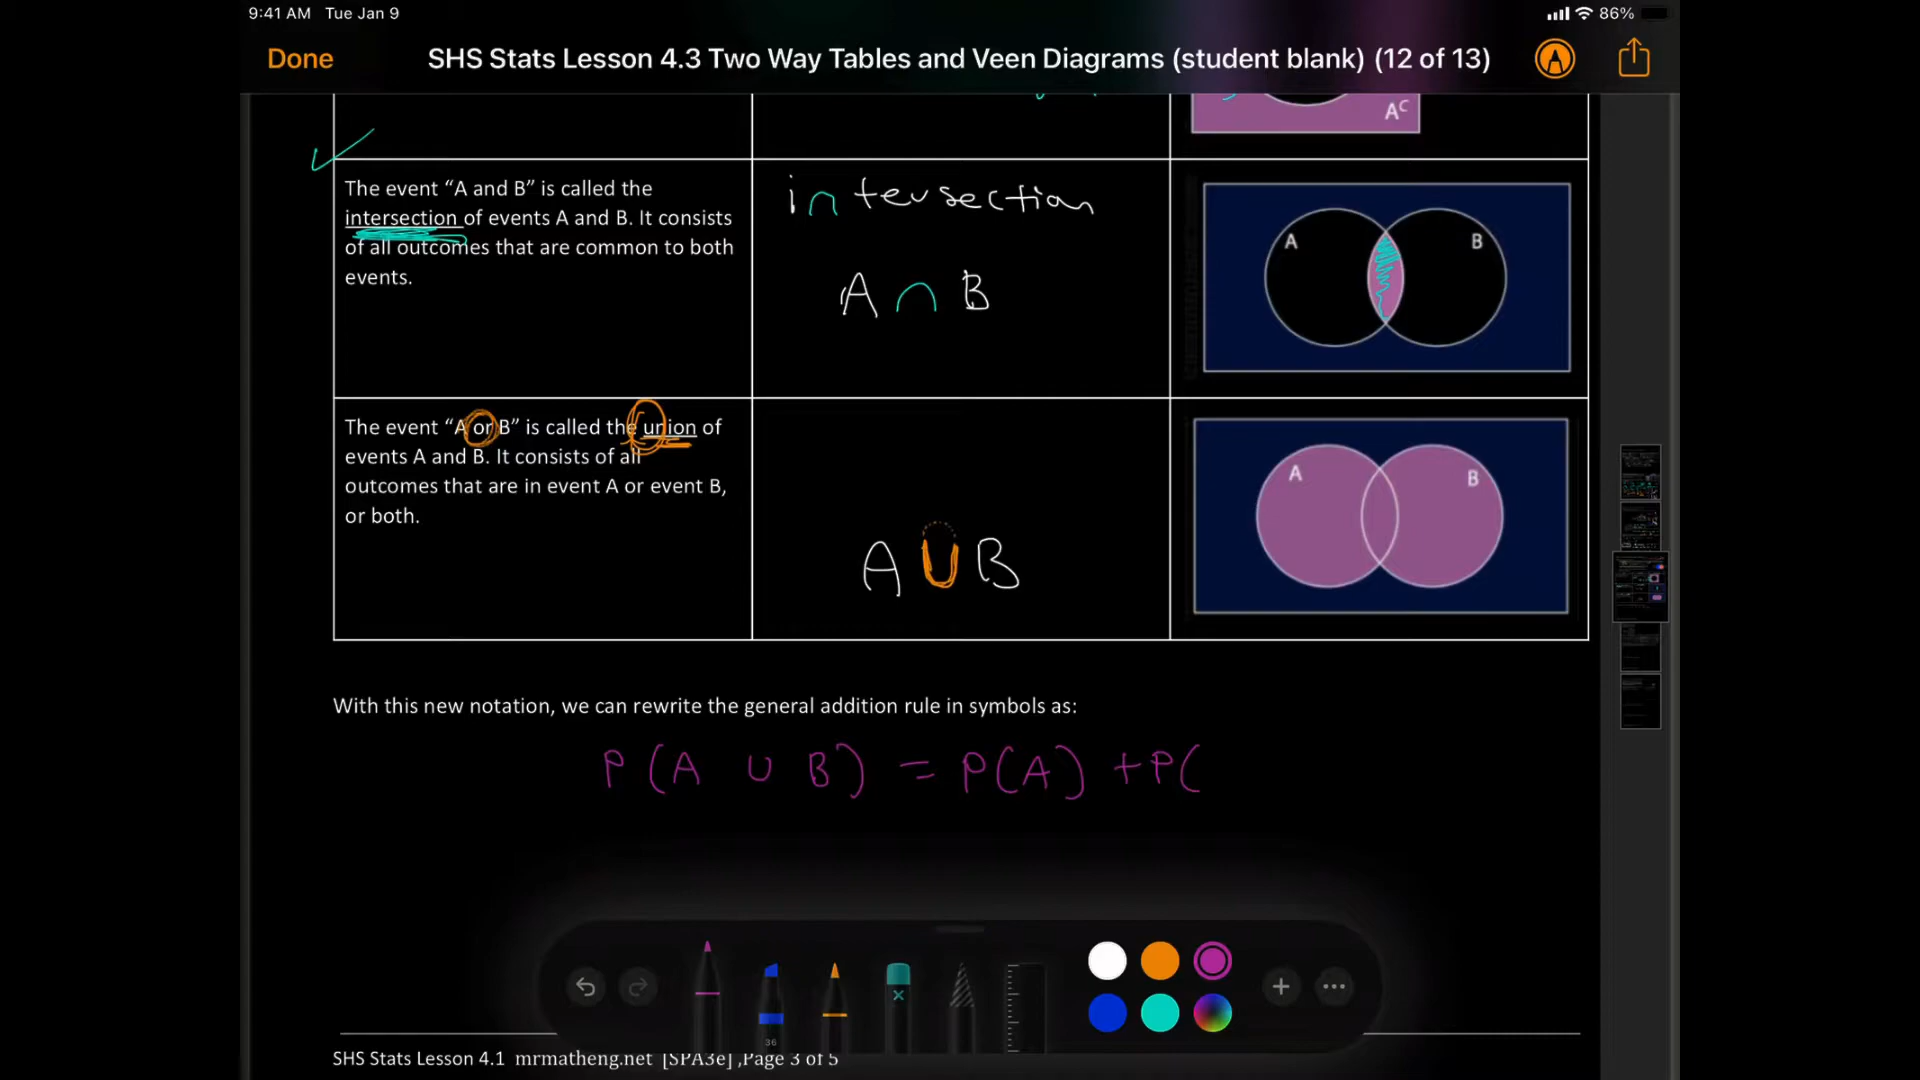 9:41 AM Tue Jan 9
86%
Done
SHS Stats Lesson 4.3 Two Way Tables and Veen Diagrams (student blank) (12 of 13)
Aᶜ
The event “A and B” is called the
intersection of events A and B. It consists
of all outcomes that are common to both
events.
intersection
A ∩ B
A
B
The event “A or B” is called the union of
events A and B. It consists of all
outcomes that are in event A or event B,
or both.
A ∪ B
A
B
With this new notation, we can rewrite the general addition rule in symbols as:
P(A ∪ B) = P(A) + P(
36
SHS Stats Lesson 4.1 mrmatheng.net [SPA3e] ,Page 3 of 5